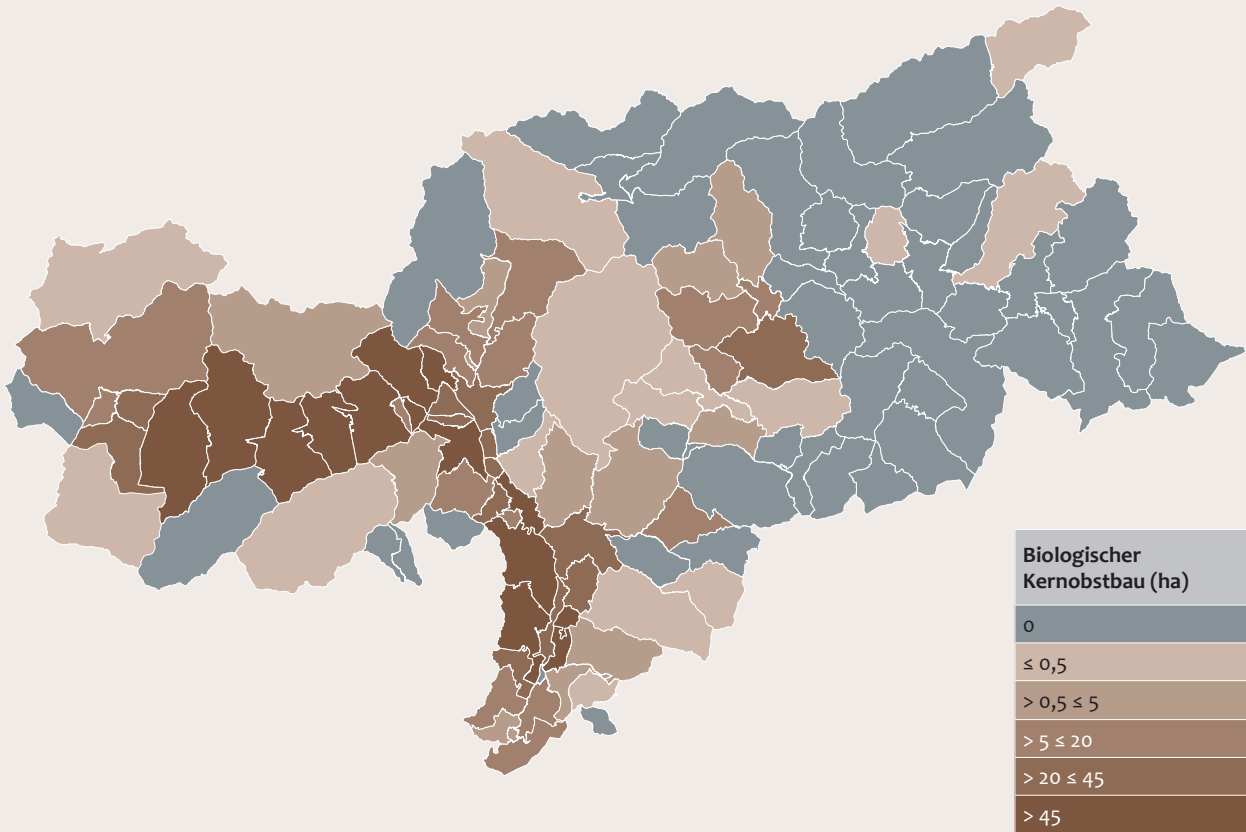 Biologischer
Kernobstbau (ha)
0
≤ 0,5
> 0,5 ≤ 5
> 5 ≤ 20
> 20 ≤ 45
> 45